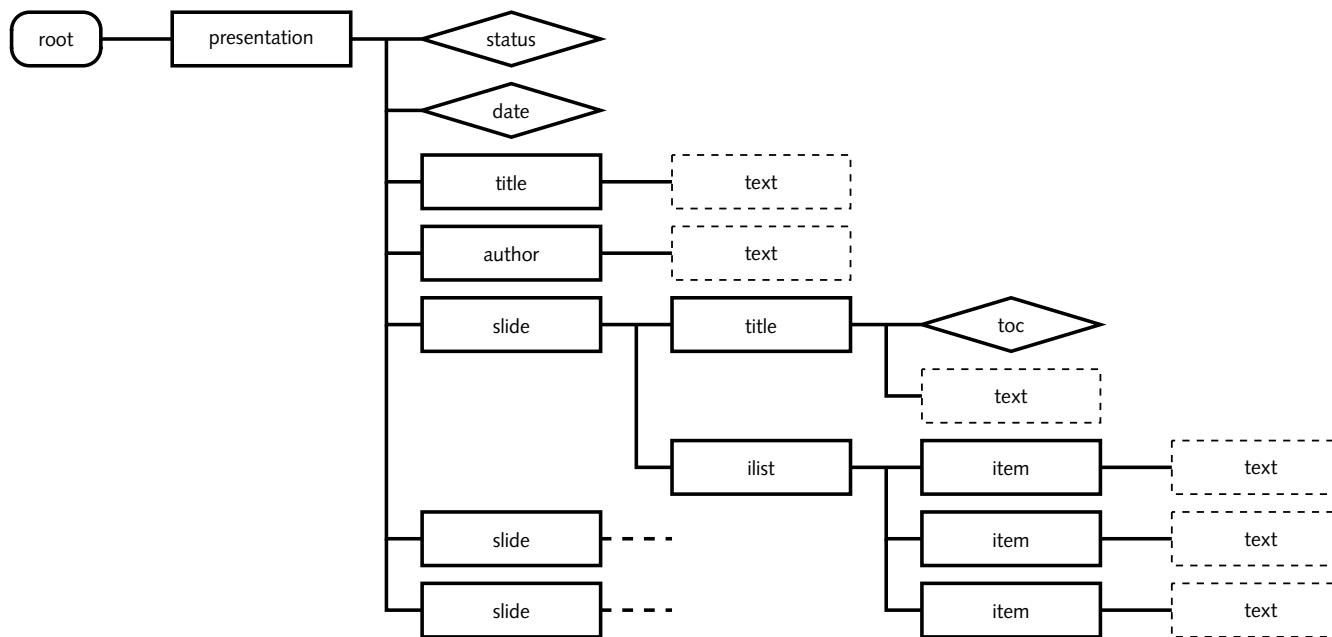 root presentation status
date
title text
author text
slide title toc
text
ilist item text
slide item text
slide item text